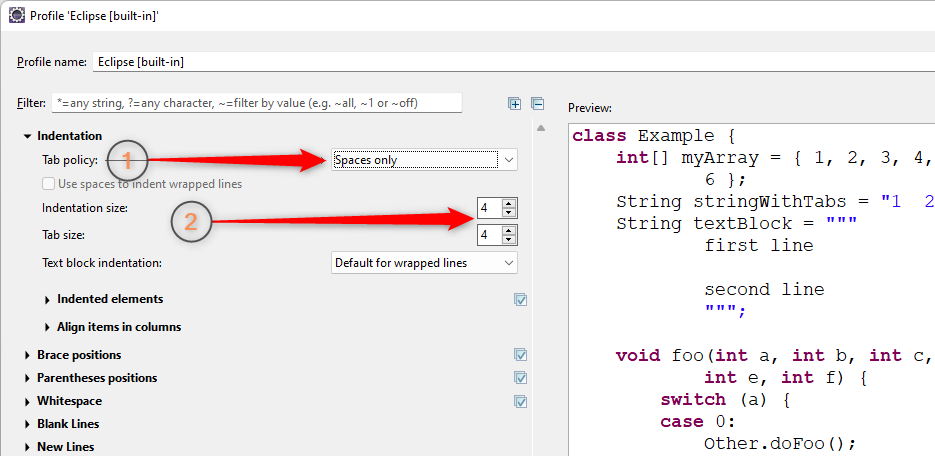 Profile 'Eclipse [built-in]'
Profile name: Eclipse [built-in]
Filter: *=any string, ?=any character, ~=filter by value (e.g. ~all, ~1 or ~off)
Indentation
Tab policy: 1 Spaces only
Use spaces to indent wrapped lines
Indentation size: 4
2
Tab size: 4
Text block indentation: Default for wrapped lines
Indented elements
Align items in columns
Brace positions
Parentheses positions
Whitespace
Blank Lines
New Lines
Preview:
class Example {
    int[] myArray = { 1, 2, 3, 4,
            6 };
    String stringWithTabs = "1  2
    String textBlock = """
            first line
            second line
            """;
    void foo(int a, int b, int c,
            int e, int f) {
        switch (a) {
        case 0:
            Other.doFoo();